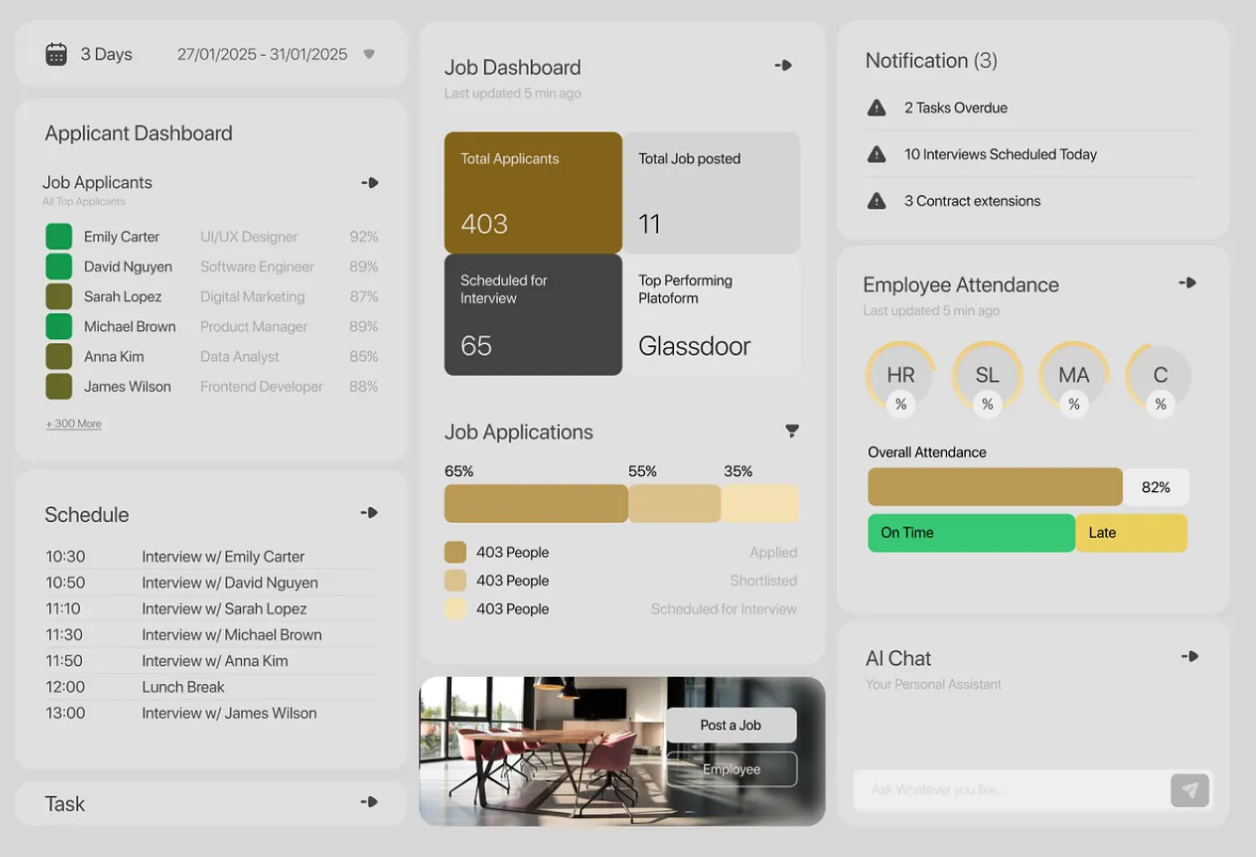 3 Days 27/01/2025 - 31/01/2025
Applicant Dashboard
Job Applicants
All Top Applicants
Emily Carter UI/UX Designer 92%
David Nguyen Software Engineer 89%
Sarah Lopez Digital Marketing 87%
Michael Brown Product Manager 89%
Anna Kim Data Analyst 85%
James Wilson Frontend Developer 88%
+ 300 More
Schedule
10:30 Interview w/ Emily Carter
10:50 Interview w/ David Nguyen
11:10 Interview w/ Sarah Lopez
11:30 Interview w/ Michael Brown
11:50 Interview w/ Anna Kim
12:00 Lunch Break
13:00 Interview w/ James Wilson
Task
Job Dashboard
Last updated 5 min ago
Total Applicants
403
Total Job posted
11
Scheduled for
Interview
65
Top Performing
Platoform
Glassdoor
Job Applications
65% 55% 35%
403 People Applied
403 People Shortlisted
403 People Scheduled for Interview
Post a Job
Employee
Notification (3)
2 Tasks Overdue
10 Interviews Scheduled Today
3 Contract extensions
Employee Attendance
Last updated 5 min ago
HR SL MA C
% % % %
Overall Attendance
82%
On Time Late
AI Chat
Your Personal Assistant
Ask Whatever you like...